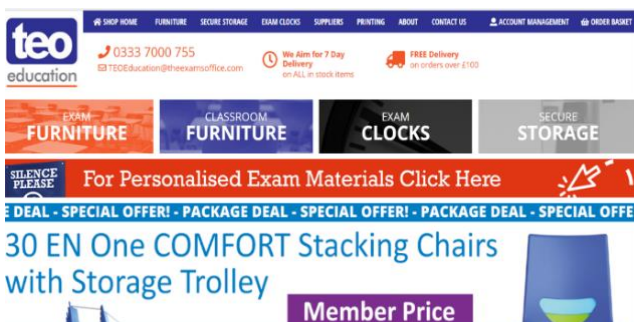 SHOP HOME FURNITURE SECURE STORAGE EXAM CLOCKS SUPPLIERS PRINTING ABOUT CONTACT US ACCOUNT MANAGEMENT ORDER BASKET
teo
education
0333 7000 755
TEOEducation@theexamsoffice.com
We Aim for 7 Day
Delivery
on ALL in stock items
FREE Delivery
on orders over £100
EXAM
FURNITURE
CLASSROOM
FURNITURE
EXAM
CLOCKS
SECURE
STORAGE
SILENCE
PLEASE
For Personalised Exam Materials Click Here
E DEAL - SPECIAL OFFER! - PACKAGE DEAL - SPECIAL OFFER! - PACKAGE DEAL - SPECIAL OFFE
30 EN One COMFORT Stacking Chairs
with Storage Trolley
Member Price